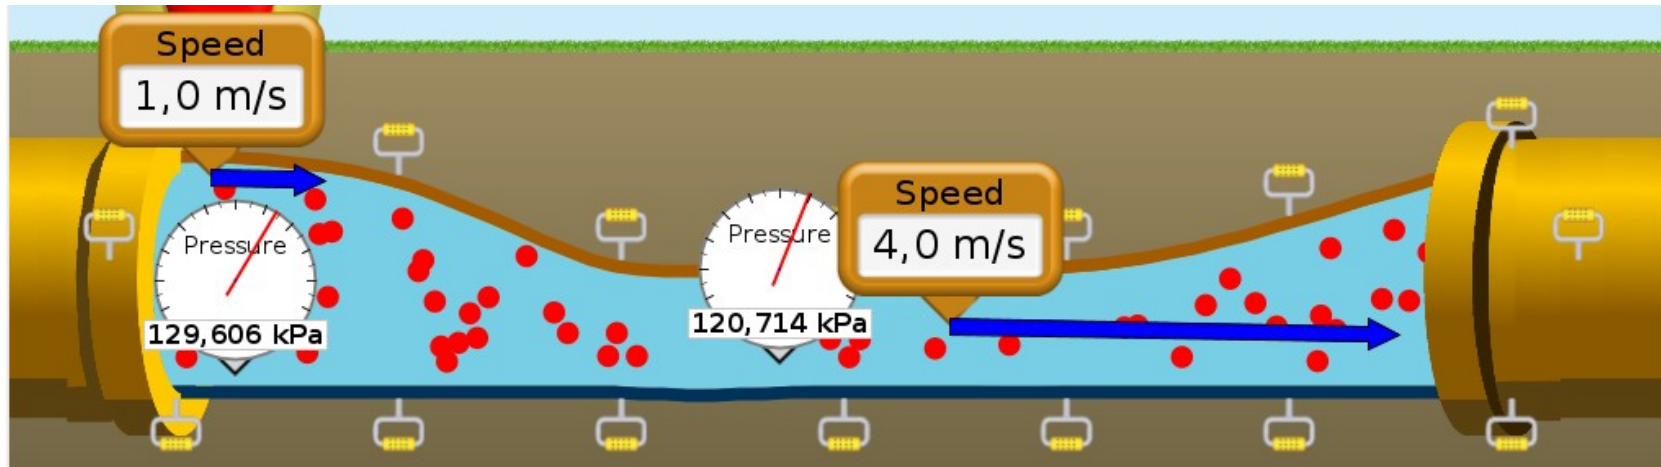 Speed
1,0 m/s
Pressure
129,606 kPa
Pressure
120,714 kPa
Speed
4,0 m/s